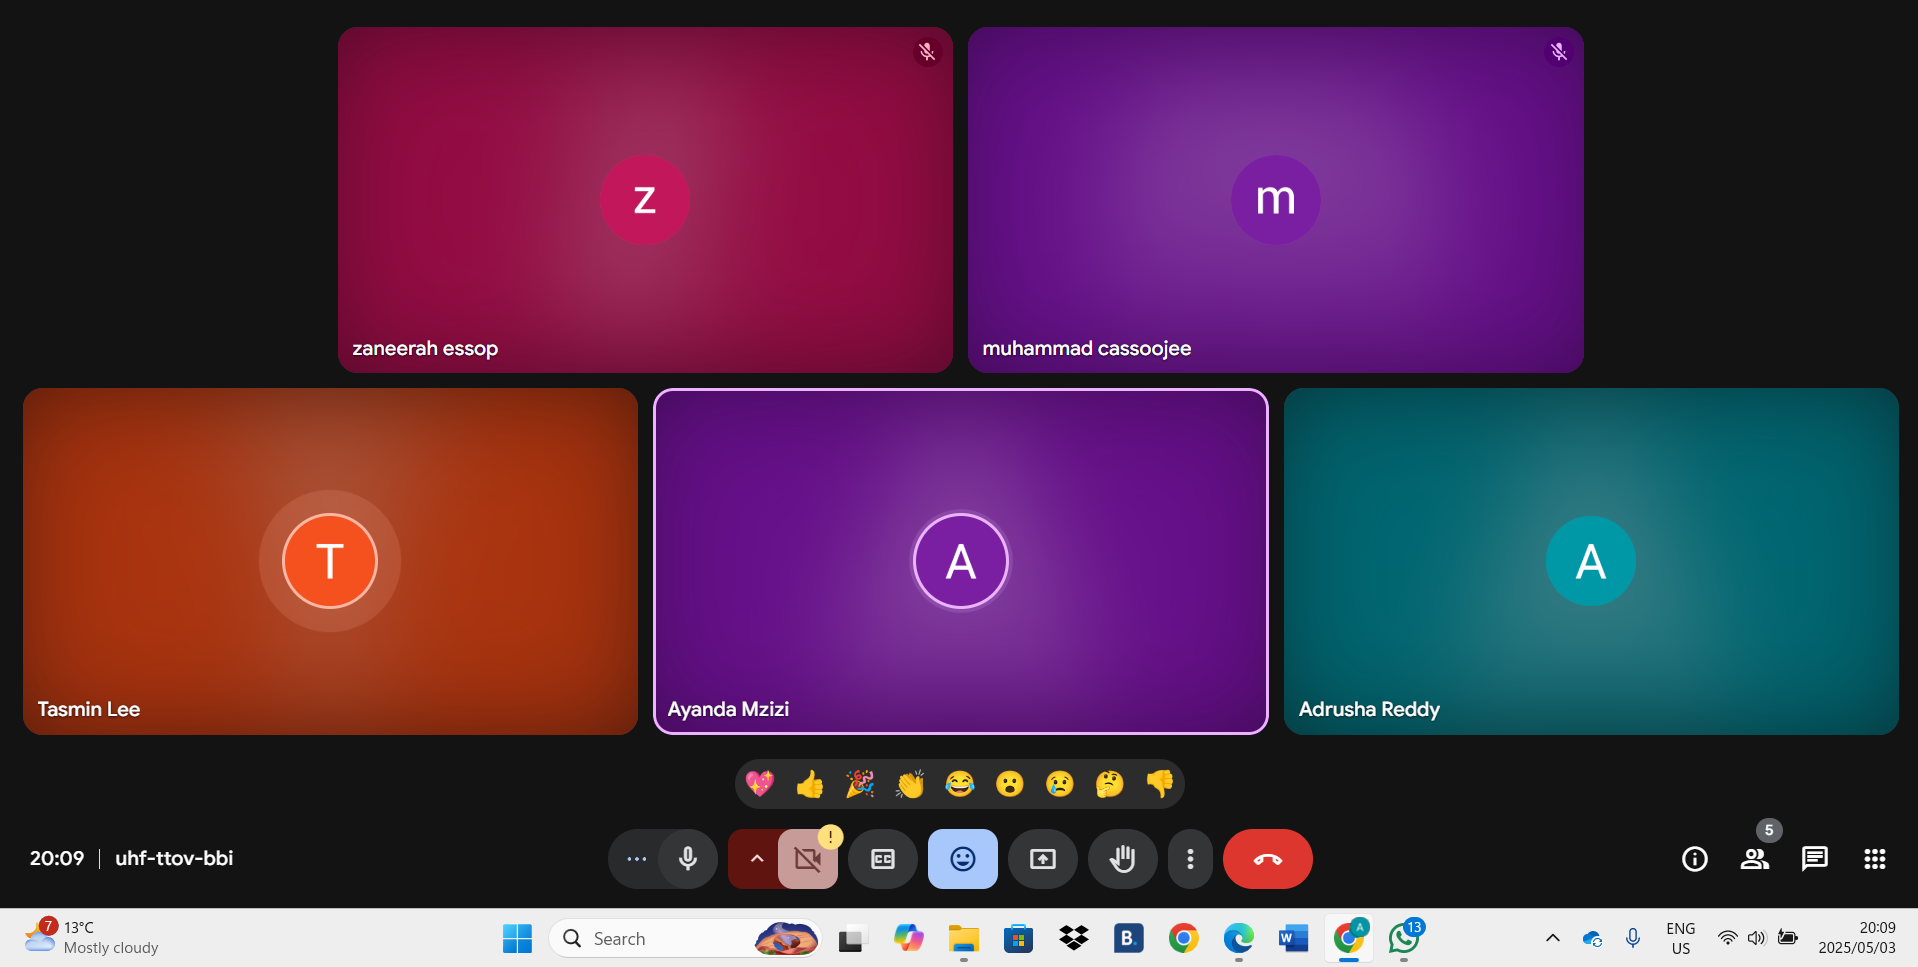 z
zaneerah essop
m
muhammad cassoojee
T
Tasmin Lee
A
Ayanda Mzizi
A
Adrusha Reddy
20:09 | uhf-ttov-bbi
!
CC
5
7
13°C
Mostly cloudy
Search
B.
W
A
13
ENG
US
20:09
2025/05/03